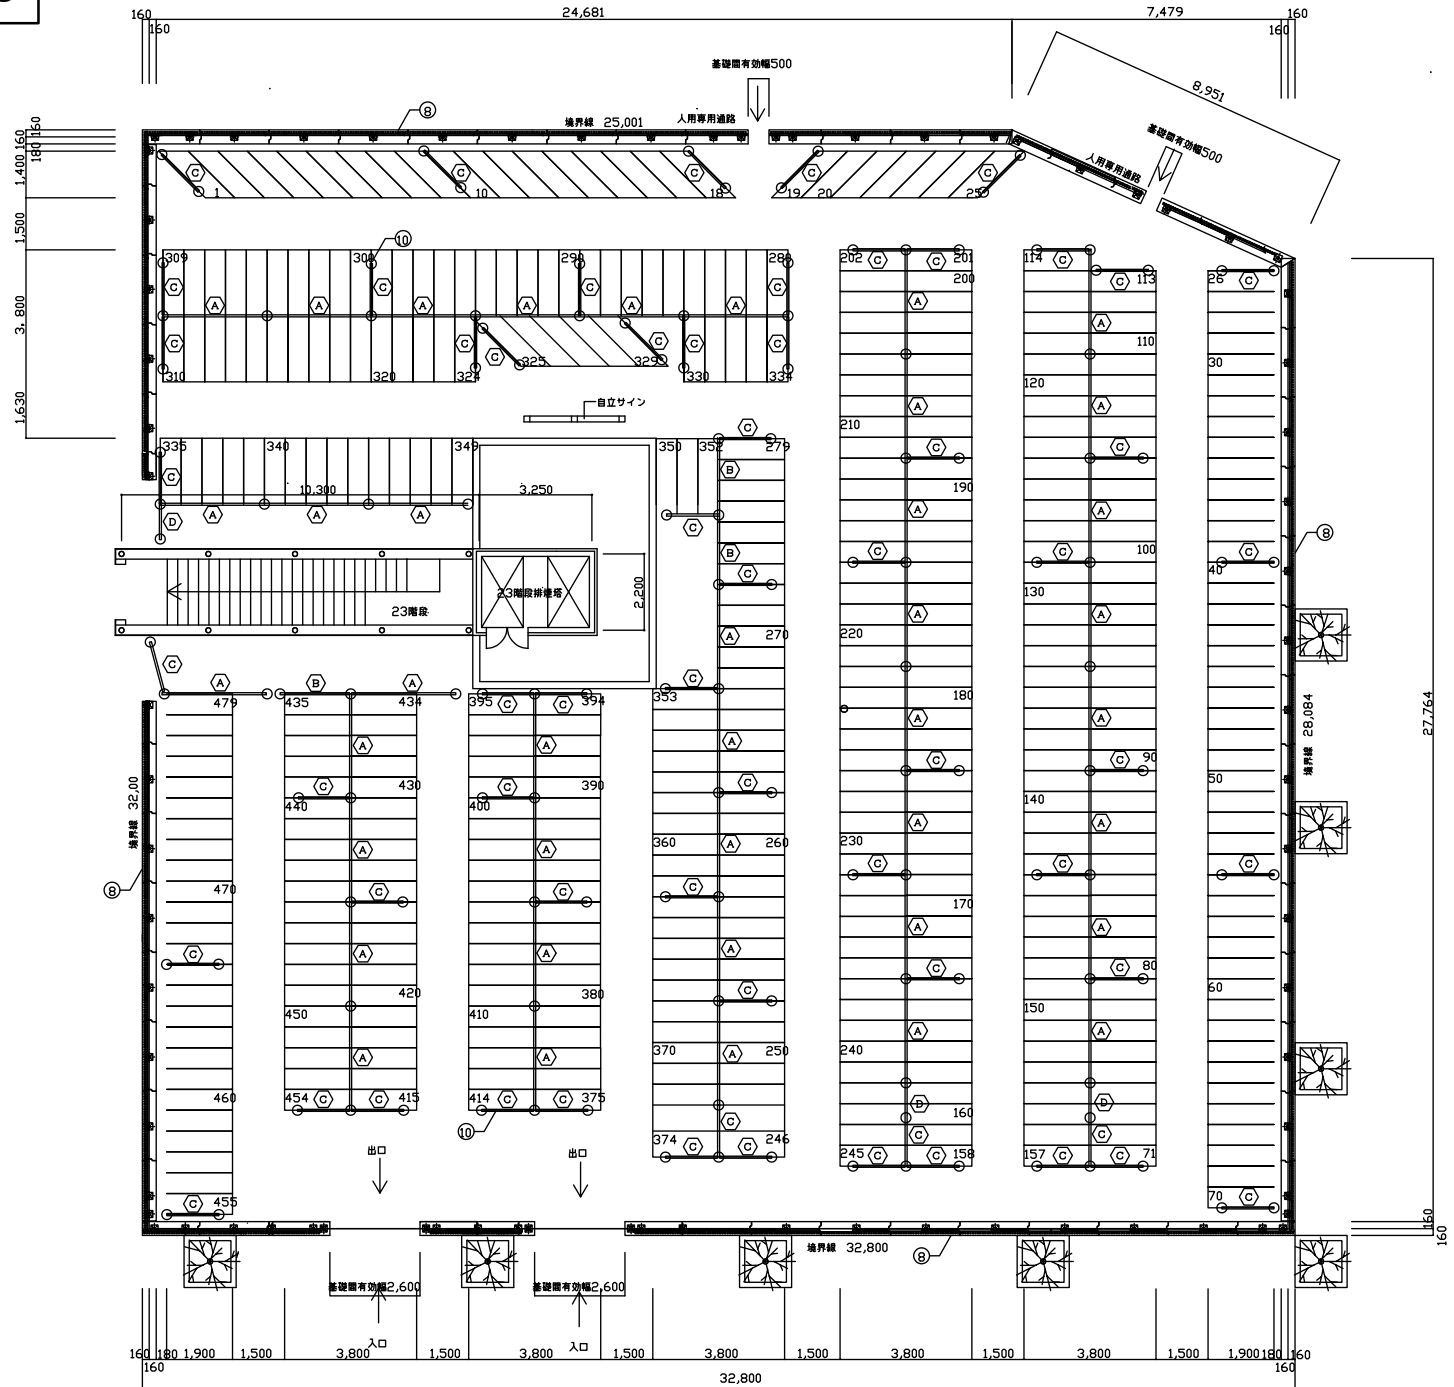 160 24,681 7,479 160
160 160
基礎間有効幅500
8,951
⑧
境界線 25,001
人用専用通路
基礎間有効幅500
人用専用通路
160
160
180
1,400
1,500
3,800
1,630
C C C C C C
1 10 18 19 20 25
⑩
309 300 290 280
C C C C
A A A A A A
C C C C C C
310 320 324 325 329 330 334
自立サイン
335 340 349 350 352 279
C C B
10,300 3,250
A A A
D C B
C
23階段排煙塔
23階段
2,200
A 270
C
C A B A
479 435 434 395 394 353
C C
A A A
C C C
440 430 400 390
A A A
360 260
470 C C C
C A A A
420 380
450 410
370 250
A A A
460 454 415 414 375
C C C C
⑩
C 455
374 246
C C C
出口 出口
202 201 114 113 26
C C C C
200
A A
110 30
120
A A
210
C C
190
A A
C C C
100 40
130
A A
220
180
A A
C C
90 50
140
A A
230
C C C
170
A A
C C
80 60
150
A A
240
D D
160
C C
245 158 157 71 70
C C C C C
⑧
境界線 28,084
27,764
境界線 32,00
⑧
160
160
境界線 32,800
⑧
基礎間有効幅2,600 基礎間有効幅2,600
入口 入口
160 180 1,900 1,500 3,800 1,500 3,800 1,500 3,800 1,500 3,800 1,500 3,800 1,500 1,900 180 160
160 160
32,800